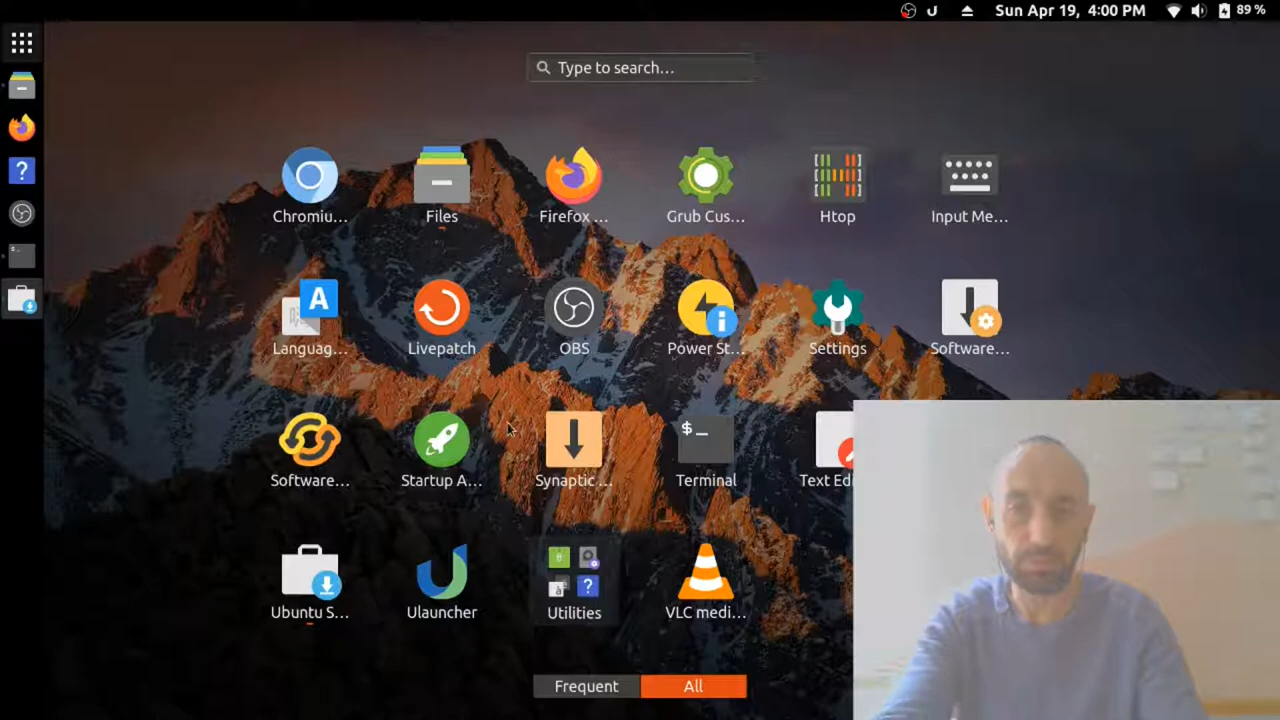 Sun Apr 19, 4:00 PM
89 %
Type to search...
Chromiu...
Files
Firefox ...
Grub Cus...
Htop
Input Me...
Languag...
Livepatch
OBS
Power St...
Settings
Software...
Software...
Startup A...
Synaptic ...
Terminal
Text Edi
Ubuntu S...
Ulauncher
Utilities
VLC medi...
Frequent
All